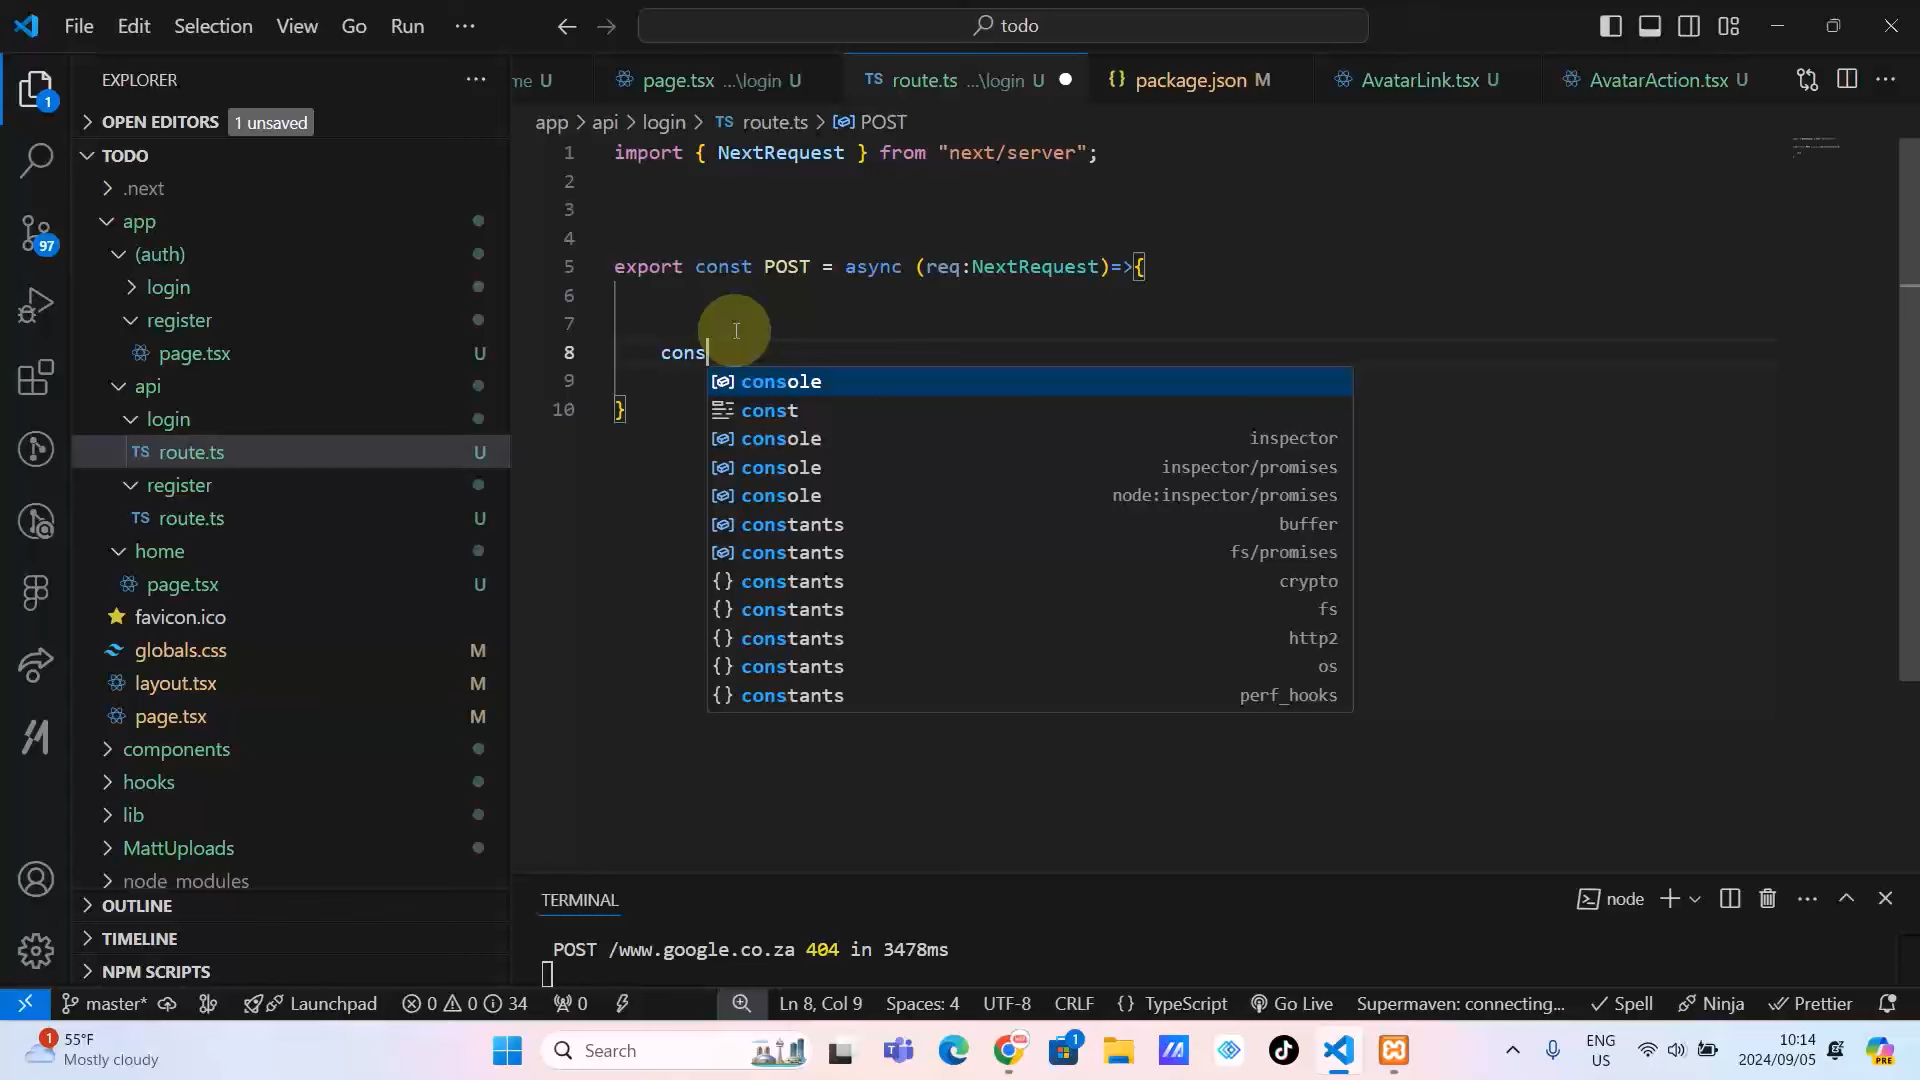 File Edit Selection View Go Run ···
todo
EXPLORER ···
OPEN EDITORS 1 unsaved
TODO
.next
app
(auth)
login
register
page.tsx U
api
login
route.ts U
register
route.ts U
home
page.tsx U
favicon.ico
globals.css M
layout.tsx M
page.tsx M
components
hooks
lib
MattUploads
node_modules
OUTLINE
TIMELINE
NPM SCRIPTS
1
97
me U
page.tsx ...\login U
TS route.ts ...\login U
{} package.json M
AvatarLink.tsx U
AvatarAction.tsx U
app > api > login > TS route.ts > POST
1 import { NextRequest } from "next/server";
2
3
4
5 export const POST = async (req:NextRequest)=>{
6
7
8 cons
9
10 }
console
const
console inspector
console inspector/promises
console node:inspector/promises
constants buffer
constants fs/promises
{} constants crypto
{} constants fs
{} constants http2
{} constants os
{} constants perf_hooks
TERMINAL
node
POST /www.google.co.za 404 in 3478ms
master* Launchpad 0 0 34 0
Ln 8, Col 9 Spaces: 4 UTF-8 CRLF {} TypeScript Go Live Supermaven: connecting... Spell Ninja Prettier
1
55°F
Mostly cloudy
Search
1
ENG
US
10:14
2024/09/05
PRE